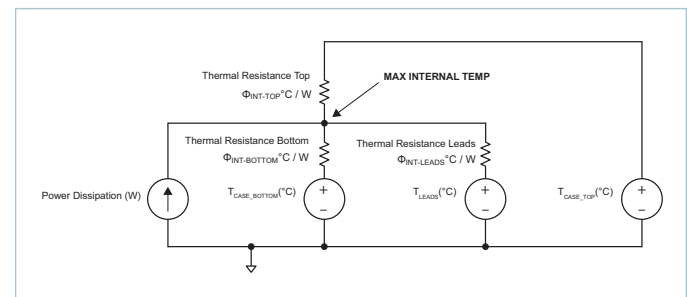 Thermal Resistance Top
ΦINT-TOP°C / W
MAX INTERNAL TEMP
Thermal Resistance Bottom
ΦINT-BOTTOM°C / W
Thermal Resistance Leads
ΦINT-LEADS°C / W
Power Dissipation (W)
TCASE_BOTTOM(°C)
TLEADS(°C)
TCASE_TOP(°C)
+
–
+
–
+
–